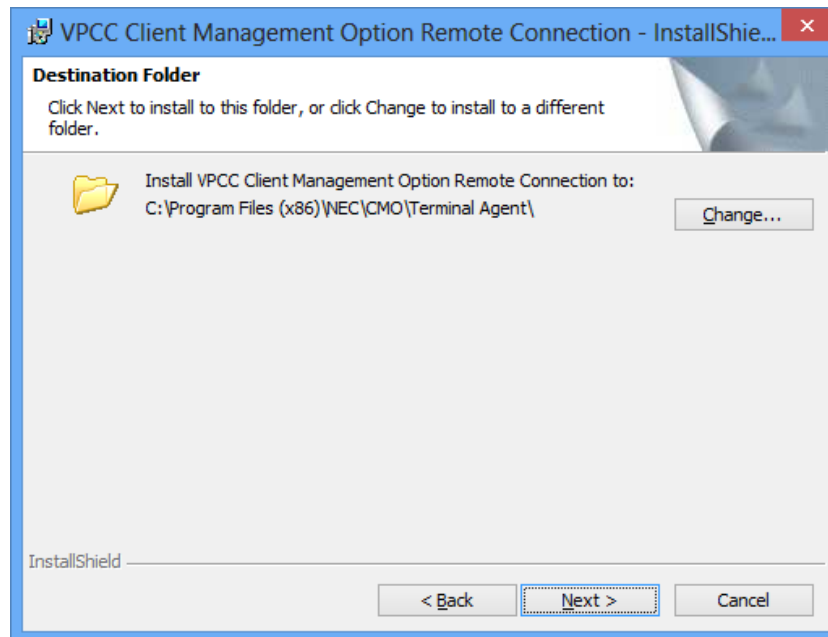 VPCC Client Management Option Remote Connection - InstallShie...
Destination Folder
Click Next to install to this folder, or click Change to install to a different
folder.
Install VPCC Client Management Option Remote Connection to:
C:\Program Files (x86)\NEC\CMO\Terminal Agent\
Change...
InstallShield
< Back
Next >
Cancel